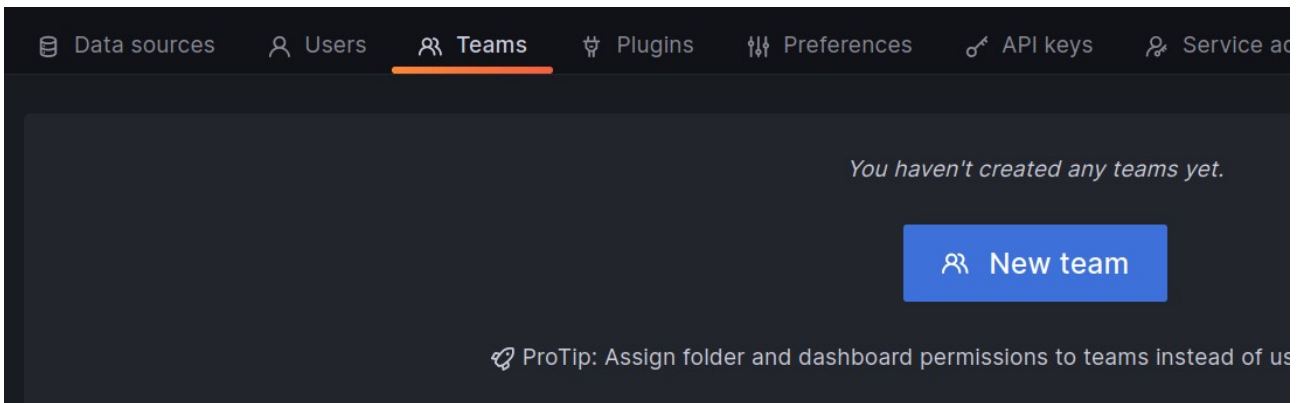 Data sources Users Teams Plugins Preferences API keys Service
You haven't created any teams yet.
New team
ProTip: Assign folder and dashboard permissions to teams instead of